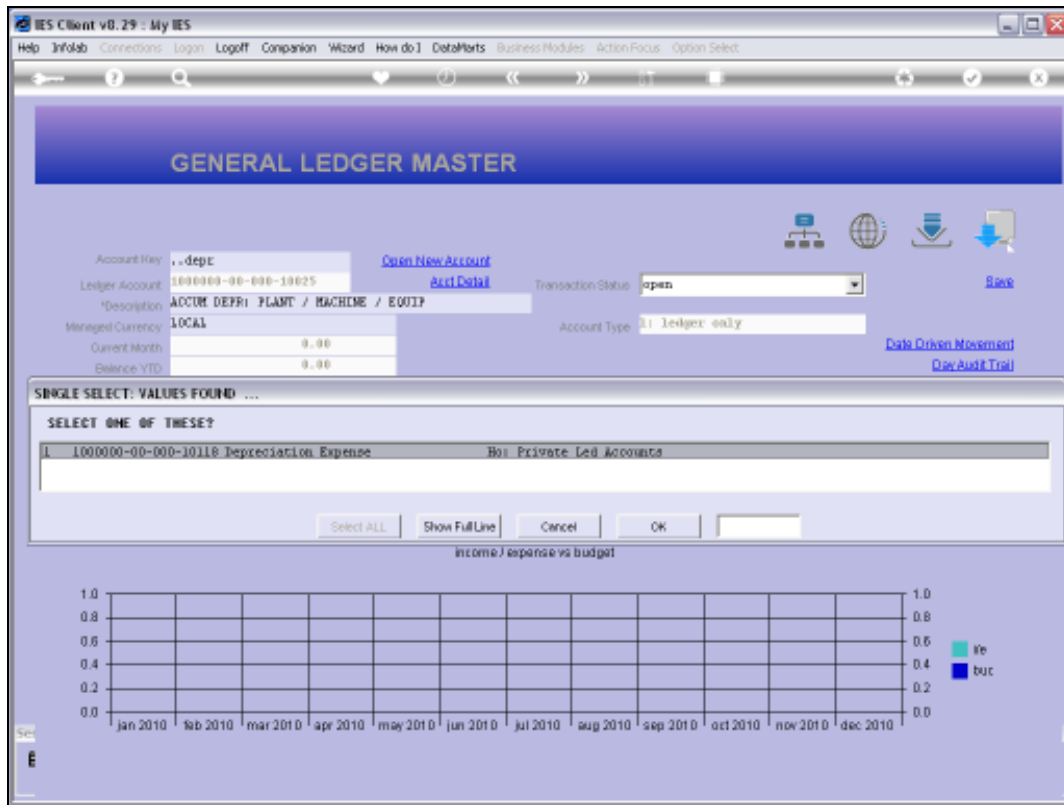 IES Client v8.29 : My IES
Help Infolab Connections Logon Logoff Companion Wizard How do I DataMarts Business Modules Action Focus Option Select
GENERAL LEDGER MASTER
Account Key ..depr Open New Account
Ledger Account 1000000-00-000-10025 Acct Detail Transaction Status open Save
*Description ACCUM DEPR: PLANT / MACHINE / EQUIP
Managed Currency LOCAL Account Type 1: ledger only
Current Month 0.00 Date Driven Movement
Balance YTD 0.00 Day Audit Trail
SINGLE SELECT: VALUES FOUND ...
SELECT ONE OF THESE?
1 1000000-00-000-10118 Depreciation Expense Ho: Private Led Accounts
Select ALL Show Full Line Cancel OK
income / expense vs budget
1.0 1.0
0.8 0.8
0.6 0.6
0.4 0.4
0.2 0.2
0.0 0.0
jan 2010 feb 2010 mar 2010 apr 2010 may 2010 jun 2010 jul 2010 aug 2010 sep 2010 oct 2010 nov 2010 dec 2010
i/e
buc